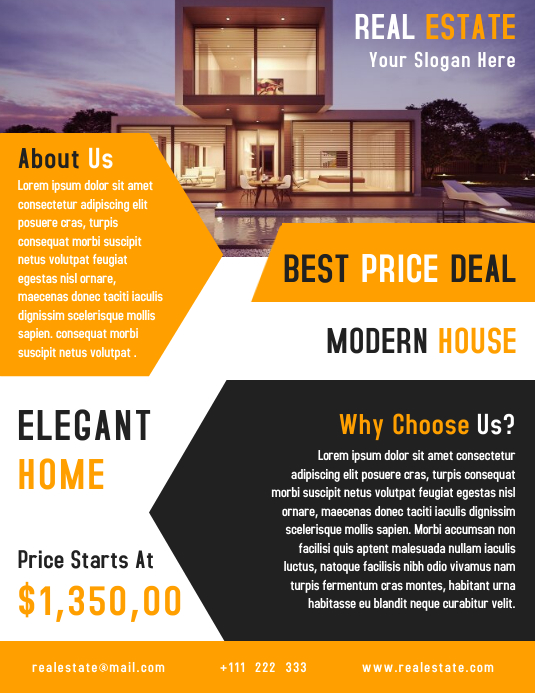 REAL ESTATE
Your Slogan Here
About Us
Lorem ipsum dolor sit amet
consectetur adipiscing elit
posuere cras, turpis
consequat morbi suscipit
netus volutpat feugiat
egestas nisl ornare,
maecenas donec taciti iaculis
dignissim scelerisque mollis
sapien. consequat morbi
suscipit netus volutpat .
BEST PRICE DEAL
MODERN HOUSE
ELEGANT
HOME
Price Starts At
$1,350,00
Why Choose Us?
Lorem ipsum dolor sit amet consectetur
adipiscing elit posuere cras, turpis consequat
morbi suscipit netus volutpat feugiat egestas nisl
ornare, maecenas donec taciti iaculis dignissim
scelerisque mollis sapien. Morbi accumsan non
facilisi quis aptent malesuada nullam iaculis
luctus, natoque facilisis nibh odio vivamus nam
turpis fermentum cras montes, habitant urna
habitasse eu blandit neque curabitur velit.
realestate@mail.com +111 222 333 www.realestate.com